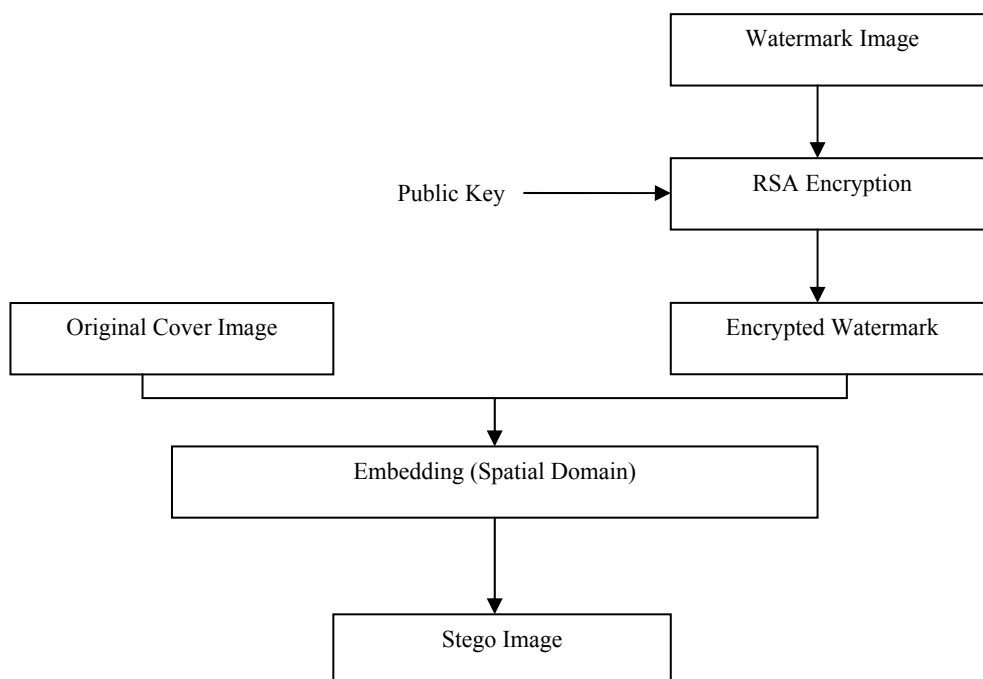 Watermark Image
RSA Encryption
Public Key
Original Cover Image
Encrypted Watermark
Embedding (Spatial Domain)
Stego Image